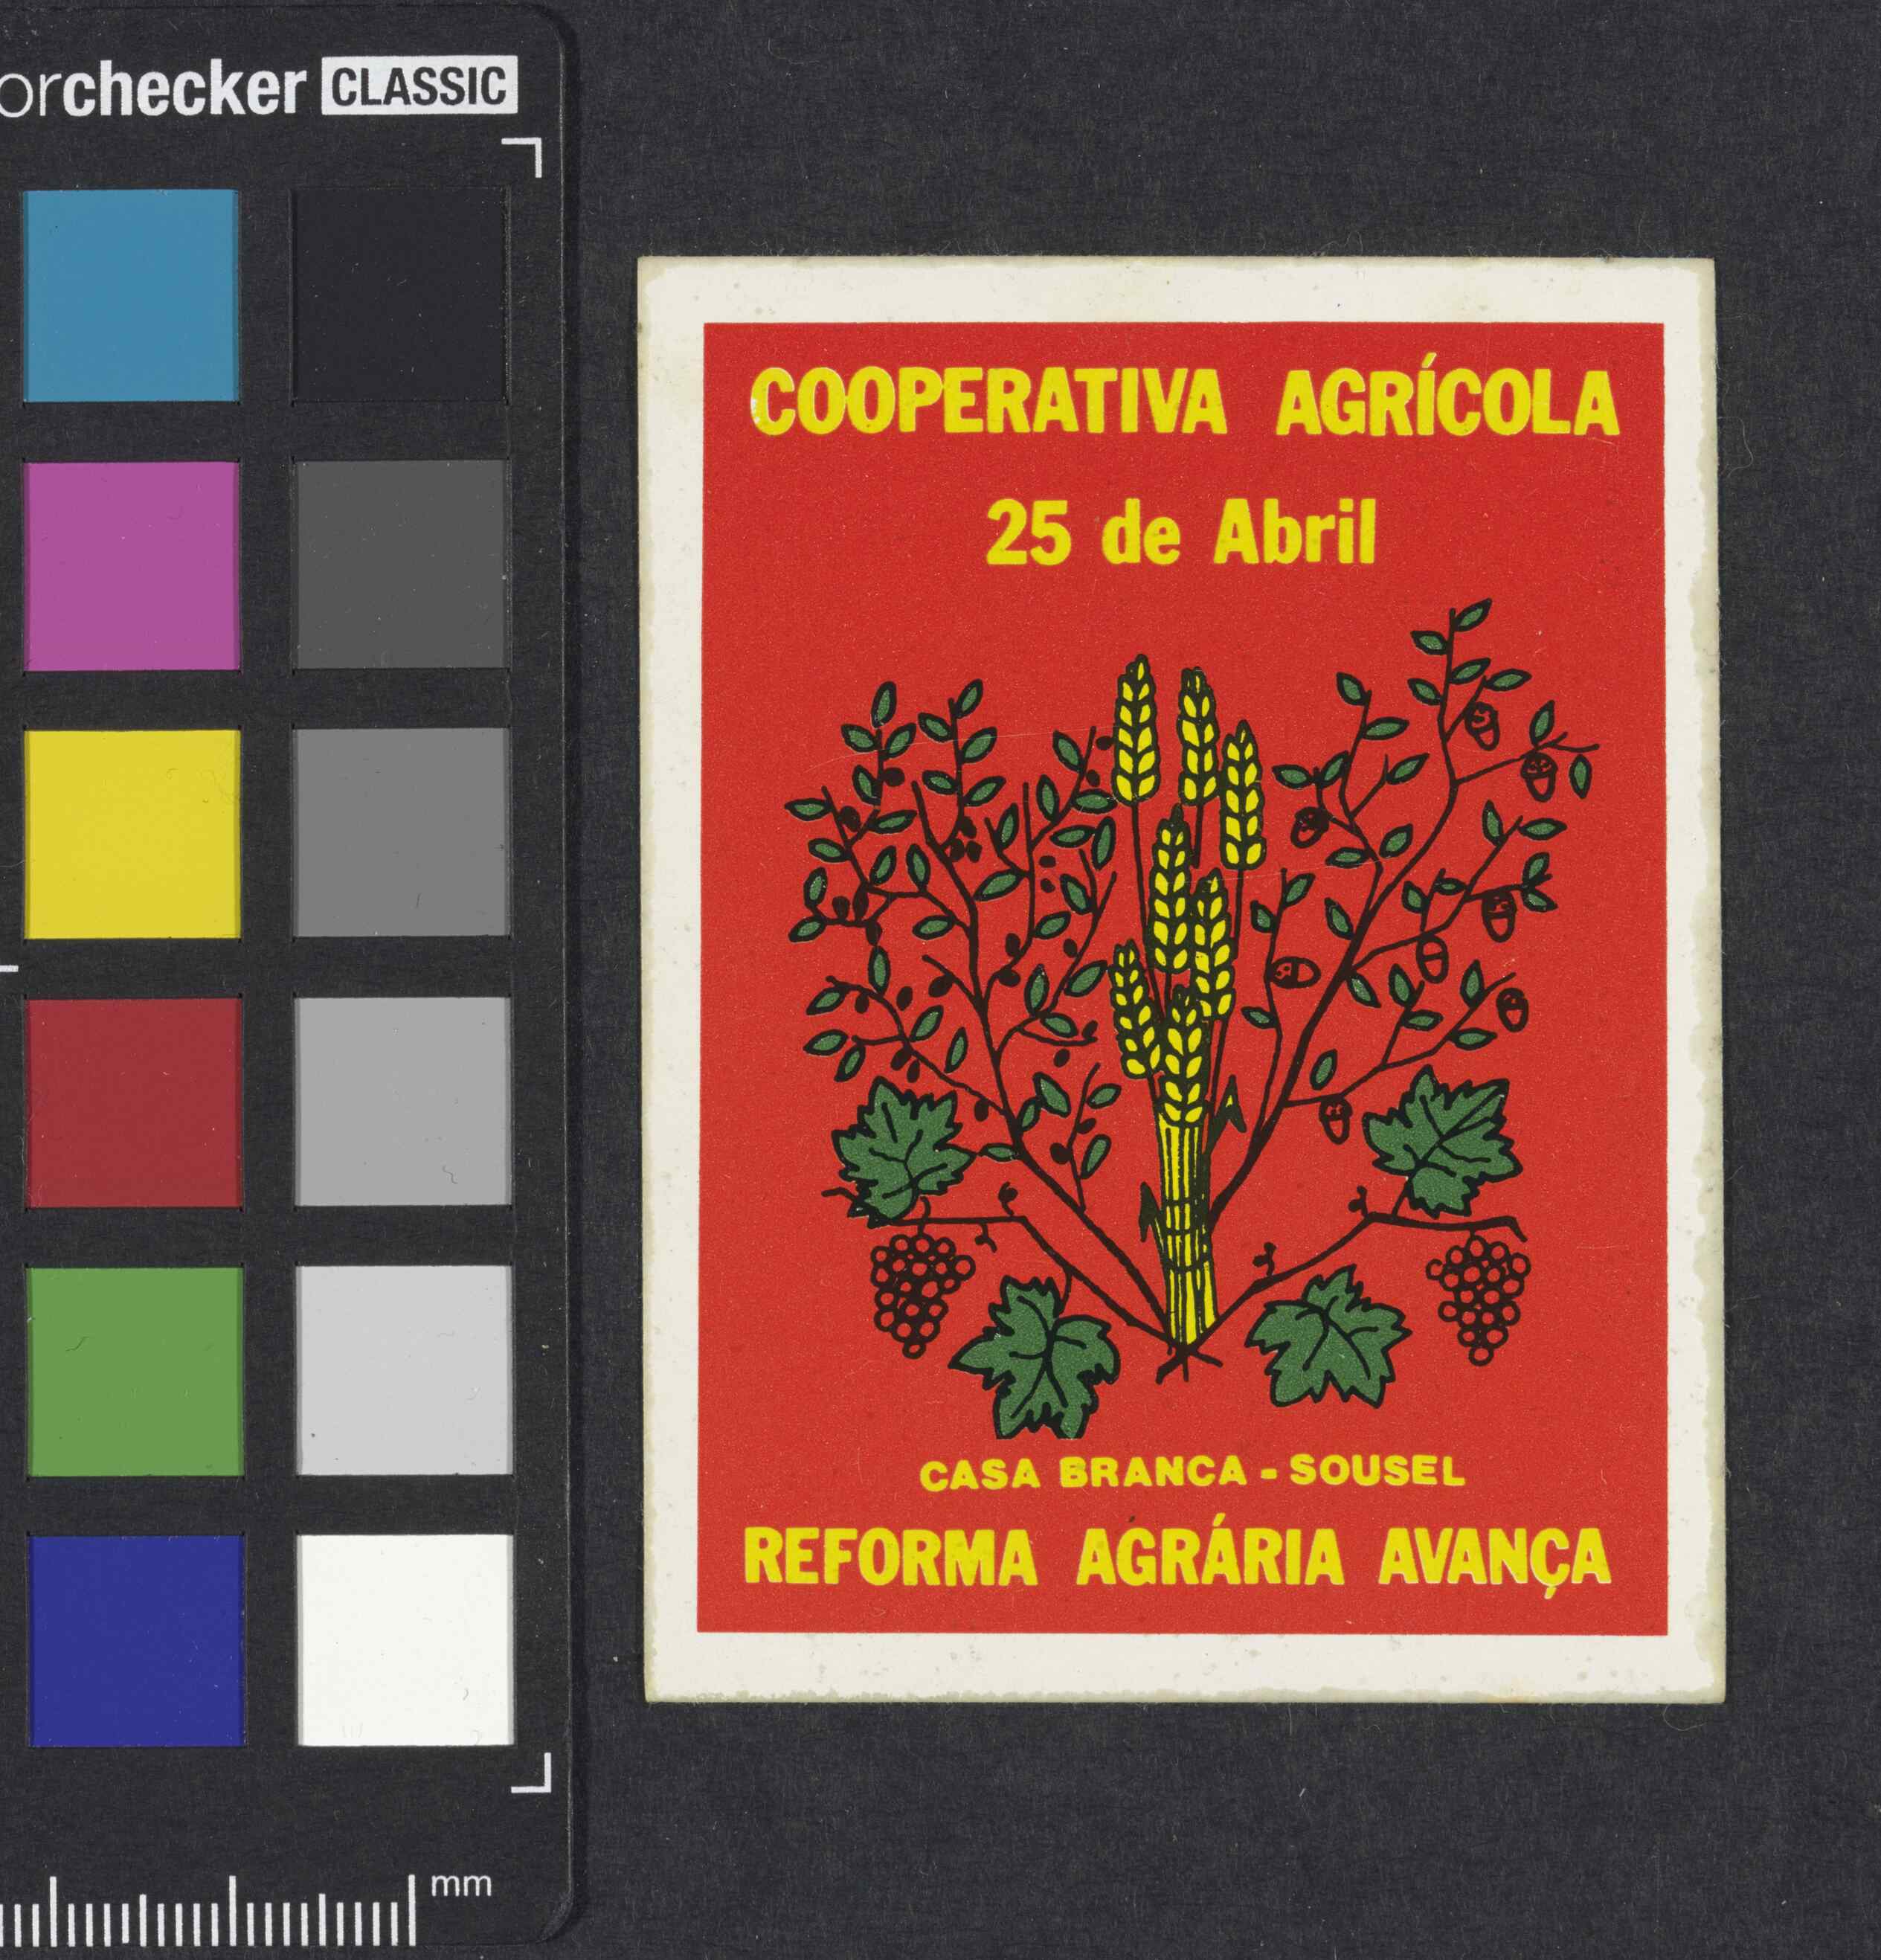 orchecker CLASSIC
COOPERATIVA AGRÍCOLA
25 de Abril
CASA BRANCA - SOUSEL
REFORMA AGRÁRIA AVANÇA
mm